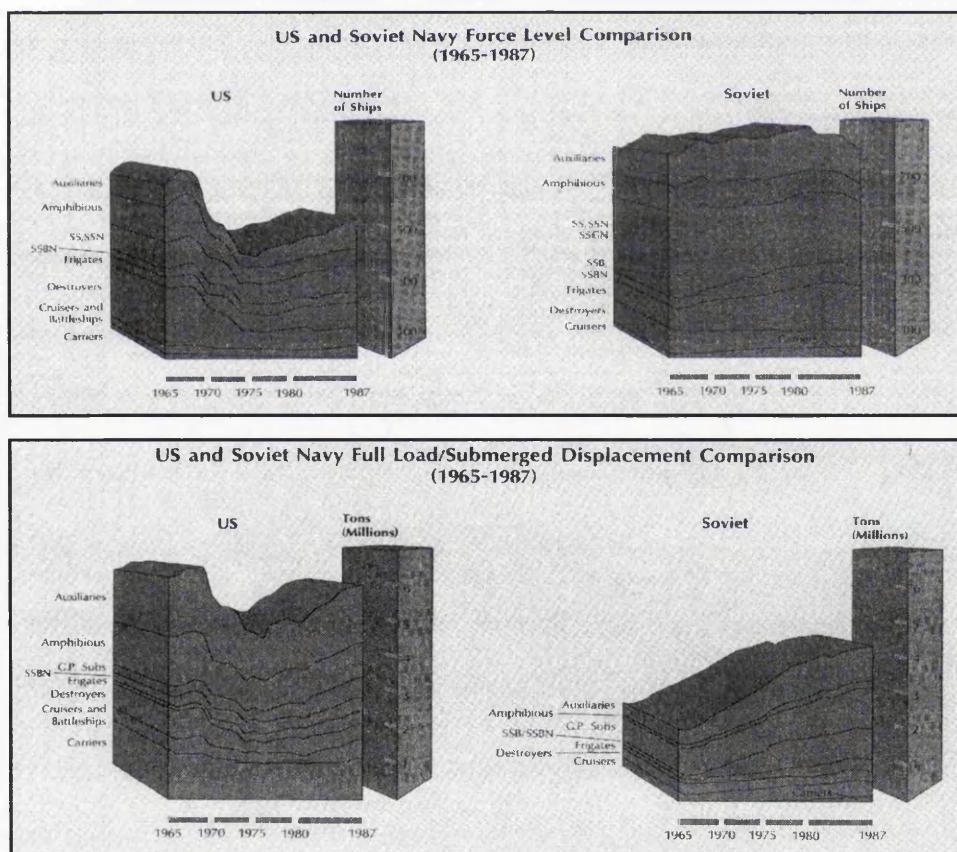 US and Soviet Navy Force Level Comparison
(1965-1987)
US
Number
of Ships
Auxiliaries
Amphibious
SS,SSN
SSBN
Frigates
Destroyers
Cruisers and
Battleships
Carriers
1965 1970 1975 1980 1987
Soviet
Number
of Ships
Auxiliaries
Amphibious
SS, SSN
SSGN
SSB,
SSBN
Frigates
Destroyers
Cruisers
Carriers
1965 1970 1975 1980 1987
US and Soviet Navy Full Load/Submerged Displacement Comparison
(1965-1987)
US
Tons
(Millions)
Auxiliaries
Amphibious
G.P. Subs
SSBN
Frigates
Destroyers
Cruisers and
Battleships
Carriers
1965 1970 1975 1980 1987
Soviet
Tons
(Millions)
Auxiliaries
Amphibious
G.P. Subs
SSB/SSBN
Frigates
Destroyers
Cruisers
Carriers
1965 1970 1975 1980 1987